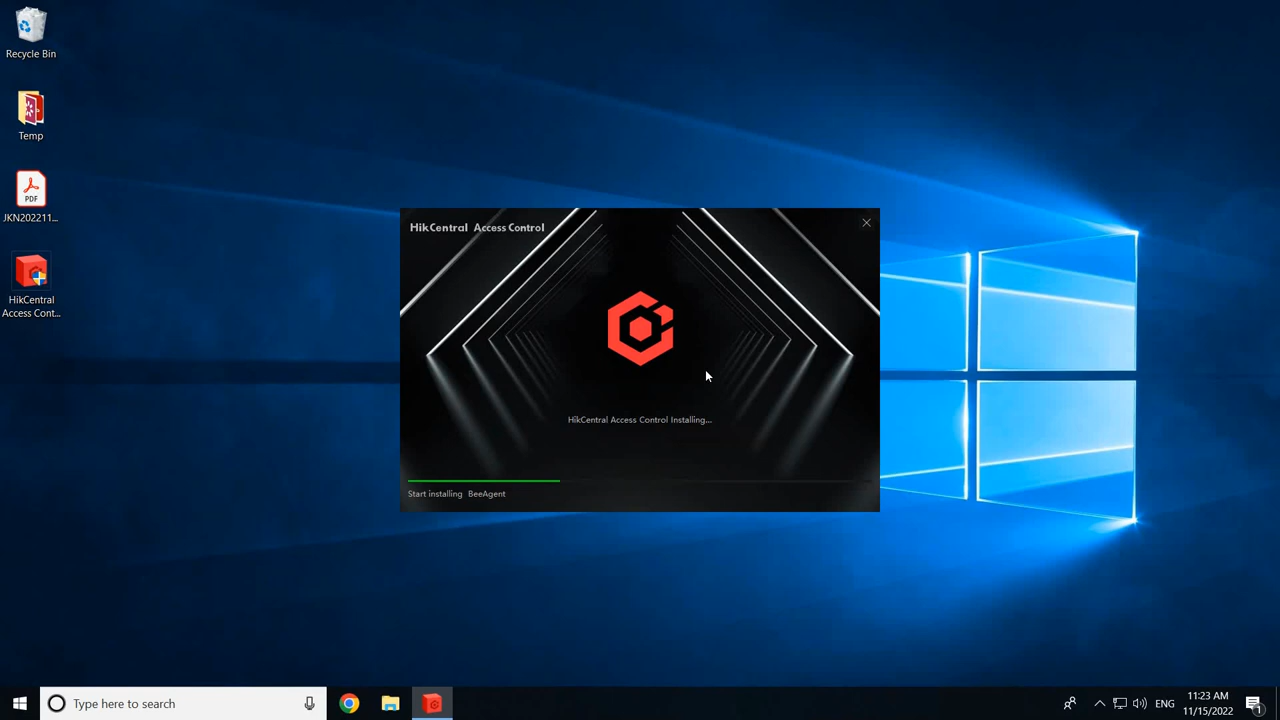 Recycle Bin
Temp
PDF
JKN202211...
HikCentral
Access Cont...
HikCentral Access Control
HikCentral Access Control Installing...
Start installing BeeAgent
Type here to search
ENG
11:23 AM
11/15/2022
1